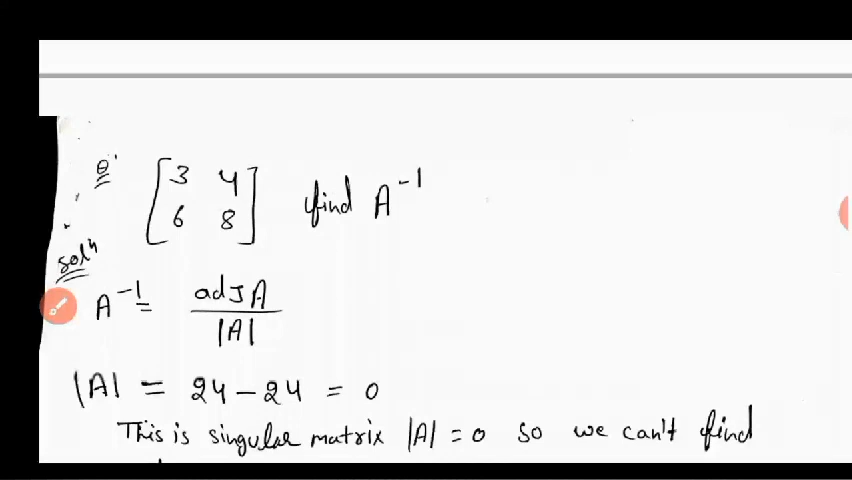 Q. [3 4 find A⁻¹
6 8]
Solⁿ
A⁻¹ = adJ A
|A|
|A| = 24 - 24 = 0
This is singular matrix |A| = 0 so we can't find